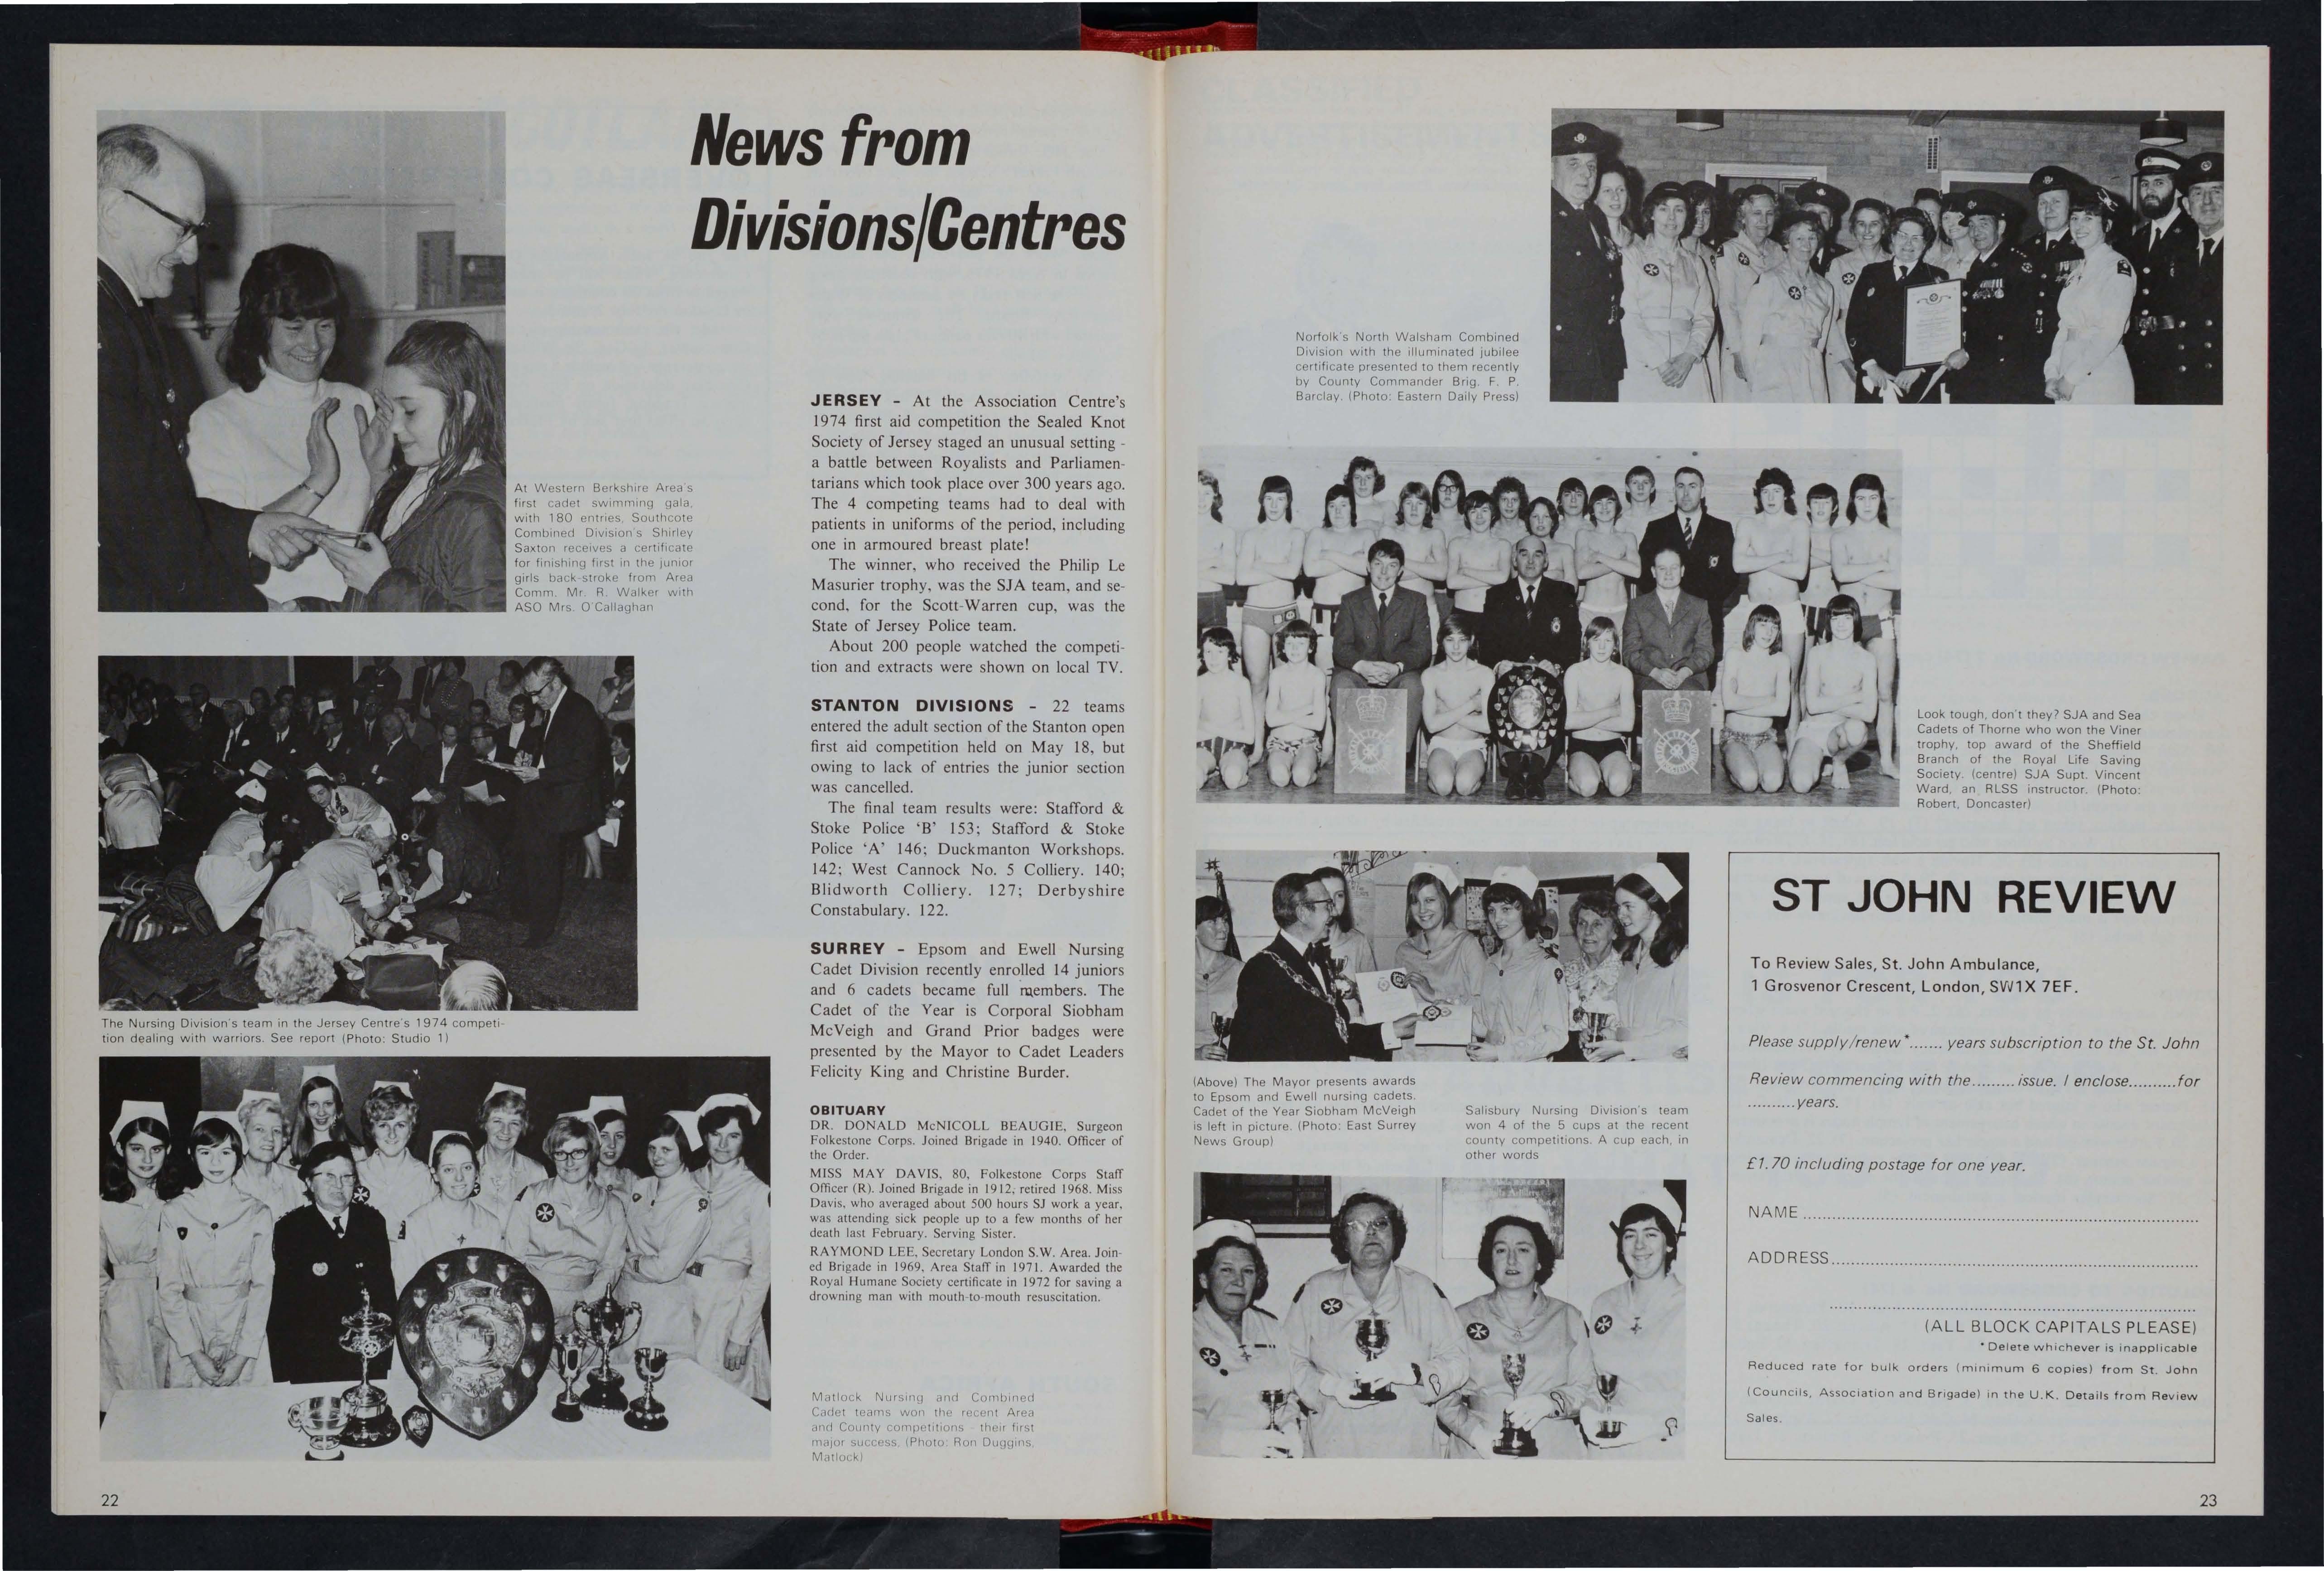 News from
Divisions/Centres
At Western Berkshire Area's
first cadet swimming gala,
with 180 entries, Southcote
Combined Division's Shirley
Saxton receives a certificate
for finishing first in the junior
girls back-stroke from Area
Comm. Mr. R. Walker with
ASO Mrs. O'Callaghan
The Nursing Division's team in the Jersey Centre's 1974 competi-
tion dealing with warriors. See report (Photo: Studio 1)
JERSEY - At the Association Centre's
1974 first aid competition the Sealed Knot
Society of Jersey staged an unusual setting -
a battle between Royalists and Parliamen-
tarians which took place over 300 years ago.
The 4 competing teams had to deal with
patients in uniforms of the period, including
one in armoured breast plate!
The winner, who received the Philip Le
Masurier trophy, was the SJA team, and se-
cond, for the Scott-Warren cup, was the
State of Jersey Police team.
About 200 people watched the competi-
tion and extracts were shown on local TV.
STANTON DIVISIONS - 22 teams
entered the adult section of the Stanton open
first aid competition held on May 18, but
owing to lack of entries the junior section
was cancelled.
The final team results were: Stafford &
Stoke Police 'B' 153; Stafford & Stoke
Police 'A' 146; Duckmanton Workshops.
142; West Cannock No. 5 Colliery. 140;
Blidworth Colliery. 127; Derbyshire
Constabulary. 122.
SURREY - Epsom and Ewell Nursing
Cadet Division recently enrolled 14 juniors
and 6 cadets became full members. The
Cadet of the Year is Corporal Siobham
McVeigh and Grand Prior badges were
presented by the Mayor to Cadet Leaders
Felicity King and Christine Burder.
OBITUARY
DR. DONALD McNICOLL BEAUGIE, Surgeon
Folkestone Corps. Joined Brigade in 1940. Officer of
the Order.
MISS MAY DAVIS, 80, Folkestone Corps Staff
Officer (R). Joined Brigade in 1912, retired 1968. Miss
Davis, who averaged about 500 hours SJ work a year,
was attending sick people up to a few months of her
death last February. Serving Sister.
RAYMOND LEE, Secretary London S.W. Area. Join-
ed Brigade in 1969, Area Staff in 1971. Awarded the
Royal Humane Society certificate in 1972 for saving a
drowning man with mouth-to-mouth resuscitation.
Matlock Nursing and Combined
Cadet teams won the recent Area
and County competitions - their first
major success. (Photo: Ron Duggins,
Matlock)
22
Norfolk's North Walsham Combined
Division with the illuminated jubilee
certificate presented to them recently
by County Commander Brig. F. P.
Barclay. (Photo: Eastern Daily Press)
Look tough, don't they? SJA and Sea
Cadets of Thorne who won the Viner
trophy, top award of the Sheffield
Branch of the Royal Life Saving
Society. (centre) SJA Supt. Vincent
Ward, an RLSS instructor. (Photo:
Robert, Doncaster)
(Above) The Mayor presents awards
to Epsom and Ewell nursing cadets.
Cadet of the Year Siobham McVeigh
is left in picture. (Photo: East Surrey
News Group)
Salisbury Nursing Division's team
won 4 of the 5 cups at the recent
county competitions. A cup each, in
other words
ST JOHN REVIEW
To Review Sales, St. John Ambulance,
1 Grosvenor Crescent, London, SW1X 7EF.
Please supply/renew*....... years subscription to the St. John
Review commencing with the......... issue. I enclose..........for
..........years.
£1.70 including postage for one year.
NAME ..........
ADDRESS..........
(ALL BLOCK CAPITALS PLEASE)
*Delete whichever is inapplicable
Reduced rate for bulk orders (minimum 6 copies) from St. John
(Councils, Association and Brigade) in the U.K. Details from Review
Sales.
23